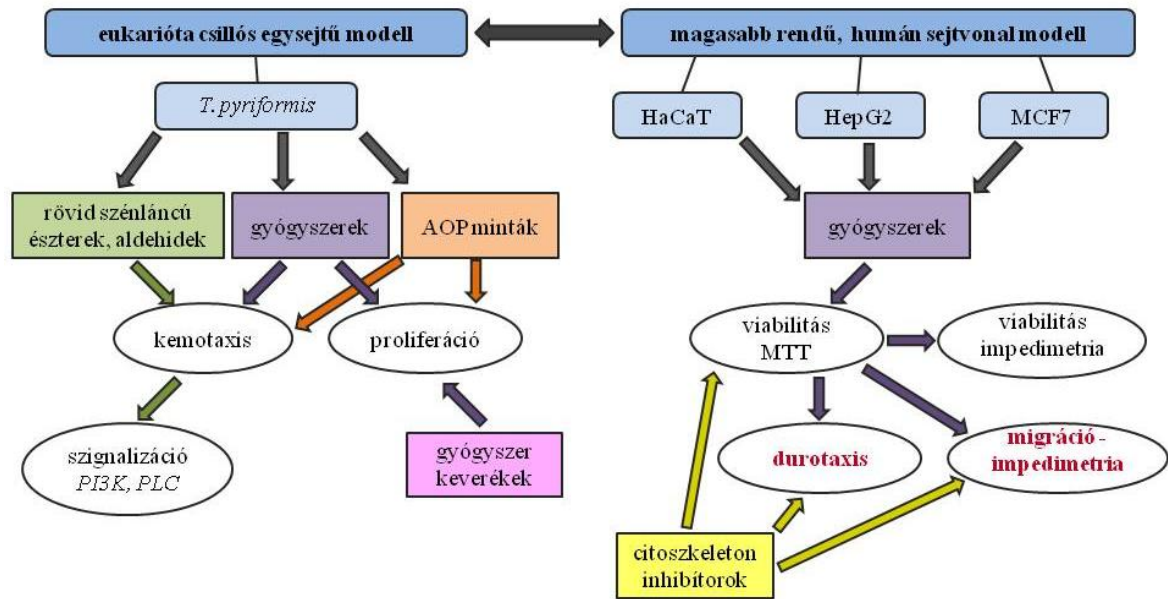 eukarióta csillós egysejtű modell
magasabb rendű, humán sejtvonal modell
T. pyriformis
HaCaT
HepG2
MCF7
rövid szénláncú
észterek, aldehidek
gyógyszerek
AOP minták
gyógyszerek
kemotaxis
proliferáció
viabilitás
MTT
viabilitás
impedimetria
szignalizáció
PI3K, PLC
gyógyszer
keverékek
durotaxis
migráció -
impedimetria
citoszkeleton
inhibítorok